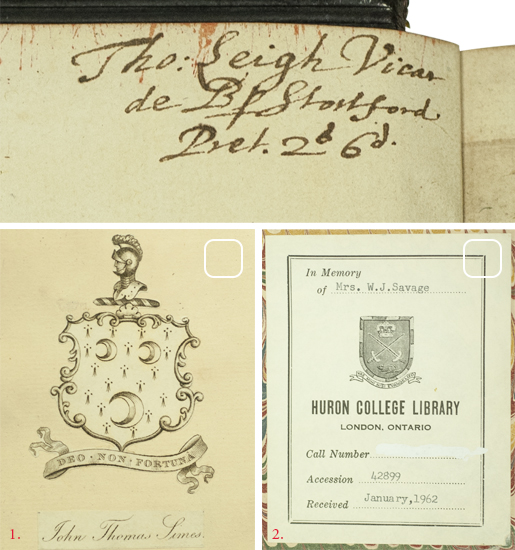 Tho: Leigh Vicar
de Bp Stortford
Pret. 2s 6d.
DEO · NON · FORTUNA
John Thomas Simes.
1.
In Memory
of Mrs. W.J.Savage
HURON COLLEGE LIBRARY
LONDON, ONTARIO
Call Number
Accession 42899
Received January,1962
2.